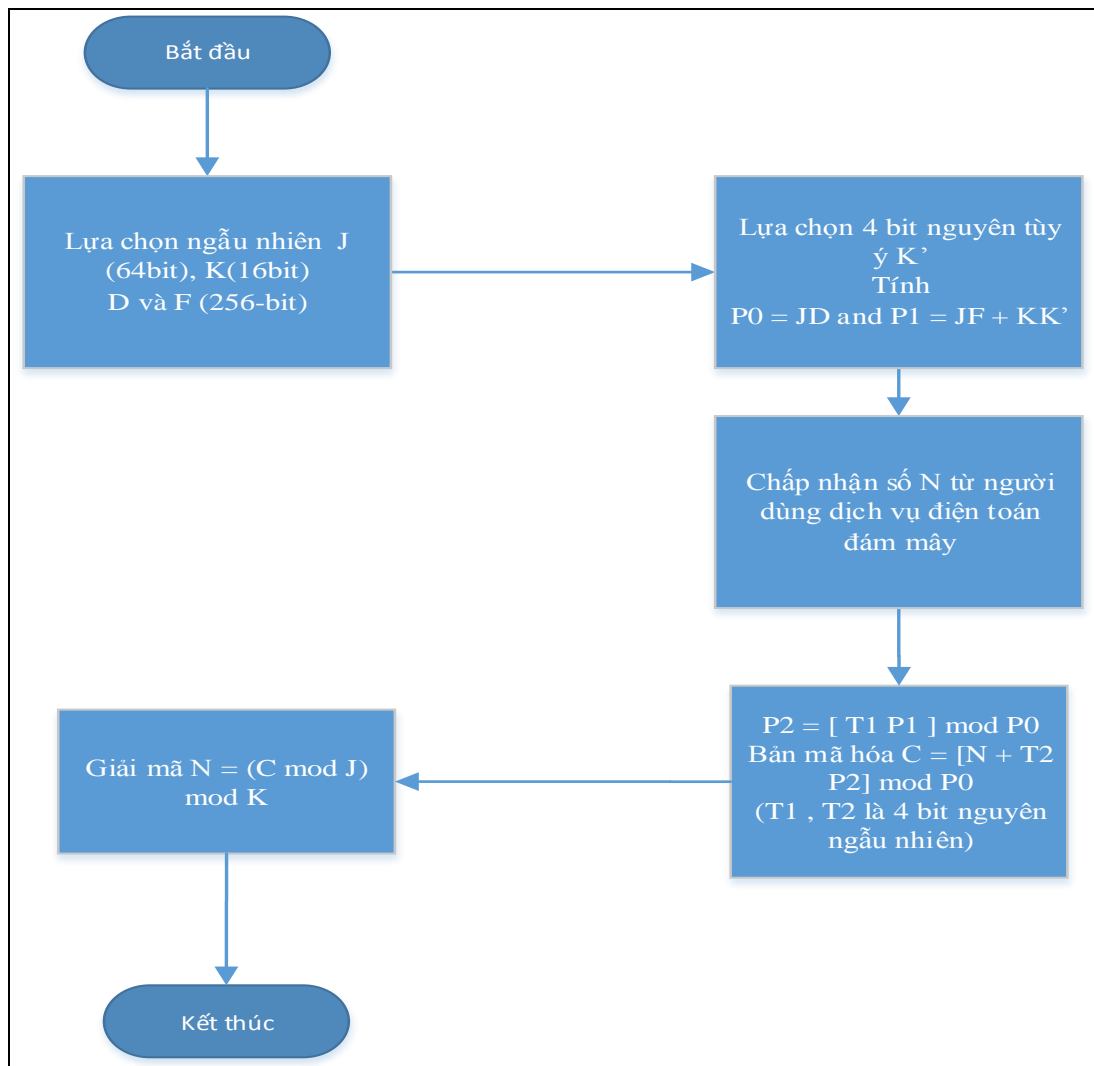 Bắt đầu
Lựa chọn ngẫu nhiên J
(64bit), K(16bit)
D và F (256-bit)
Lựa chọn 4 bit nguyên tùy
ý K’
Tính
P0 = JD and P1 = JF + KK’
Chấp nhận số N từ người
dùng dịch vụ điện toán
đám mây
P2 = [ T1 P1 ] mod P0
Bản mã hóa C = [N + T2
P2] mod P0
(T1 , T2 là 4 bit nguyên
ngẫu nhiên)
Giải mã N = (C mod J)
mod K
Kết thúc